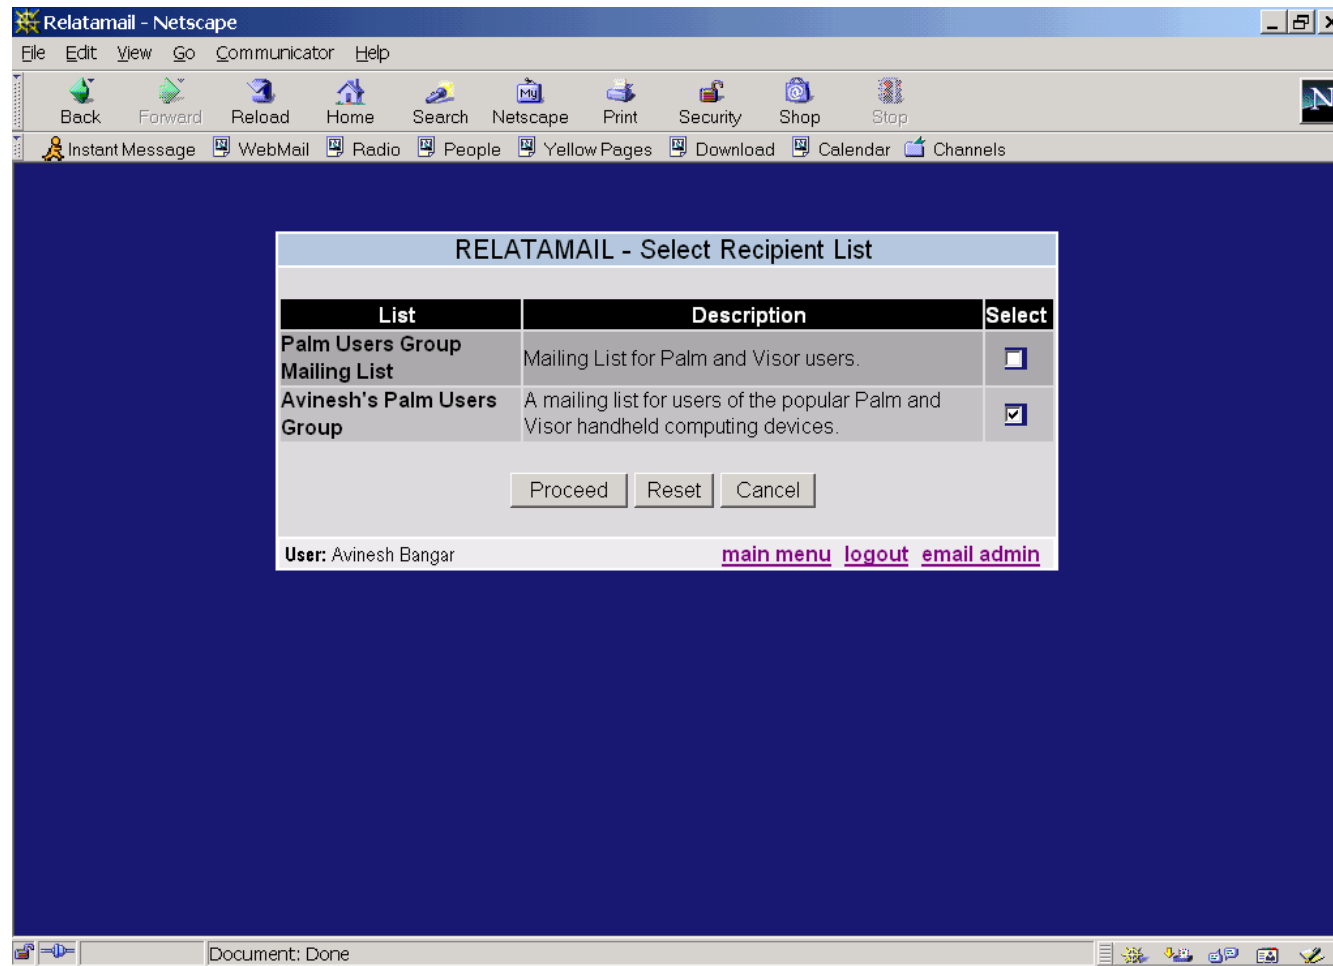 Relatamail - Netscape
File Edit View Go Communicator Help
Back Forward Reload Home Search Netscape Print Security Shop Stop
My
N
Instant Message WebMail Radio People Yellow Pages Download Calendar Channels
RELATAMAIL - Select Recipient List
List Description Select
Palm Users Group
Mailing List
Mailing List for Palm and Visor users.
Avinesh's Palm Users
Group
A mailing list for users of the popular Palm and
Visor handheld computing devices.
Proceed Reset Cancel
User: Avinesh Bangar main menu logout email admin
Document: Done